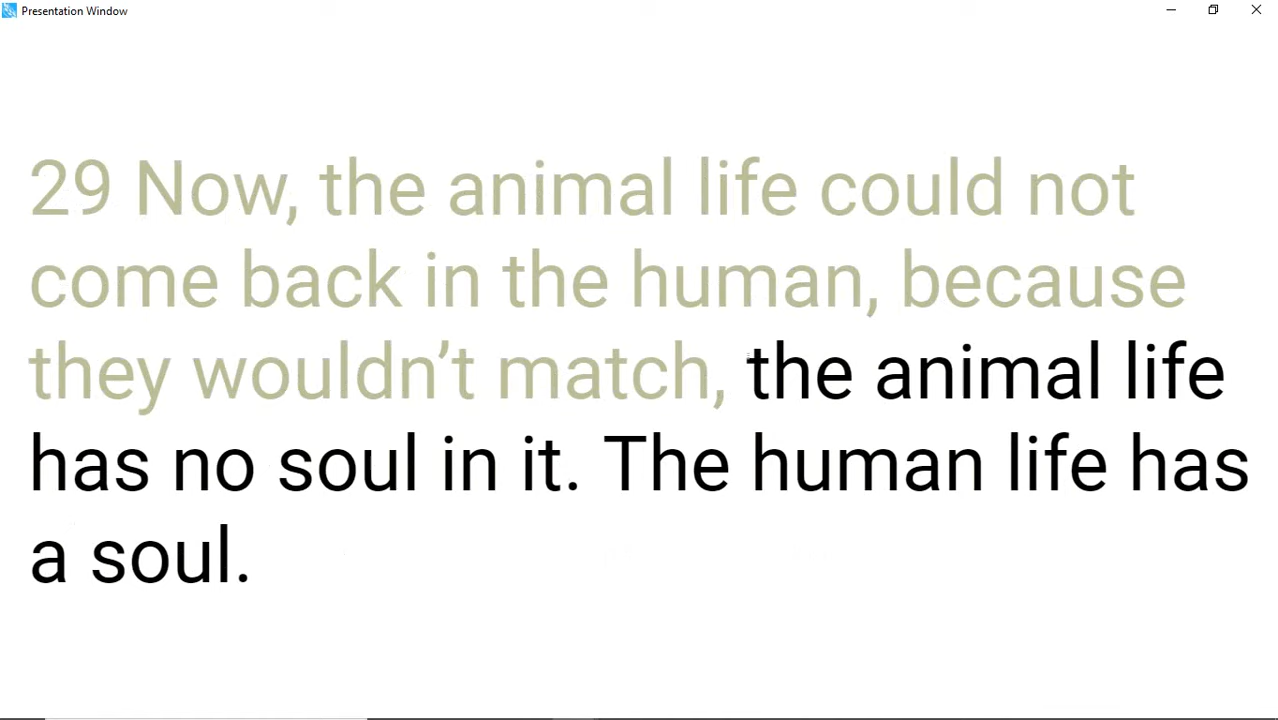 Presentation Window
29 Now, the animal life could not
come back in the human, because
they wouldn’t match, the animal life
has no soul in it. The human life has
a soul.